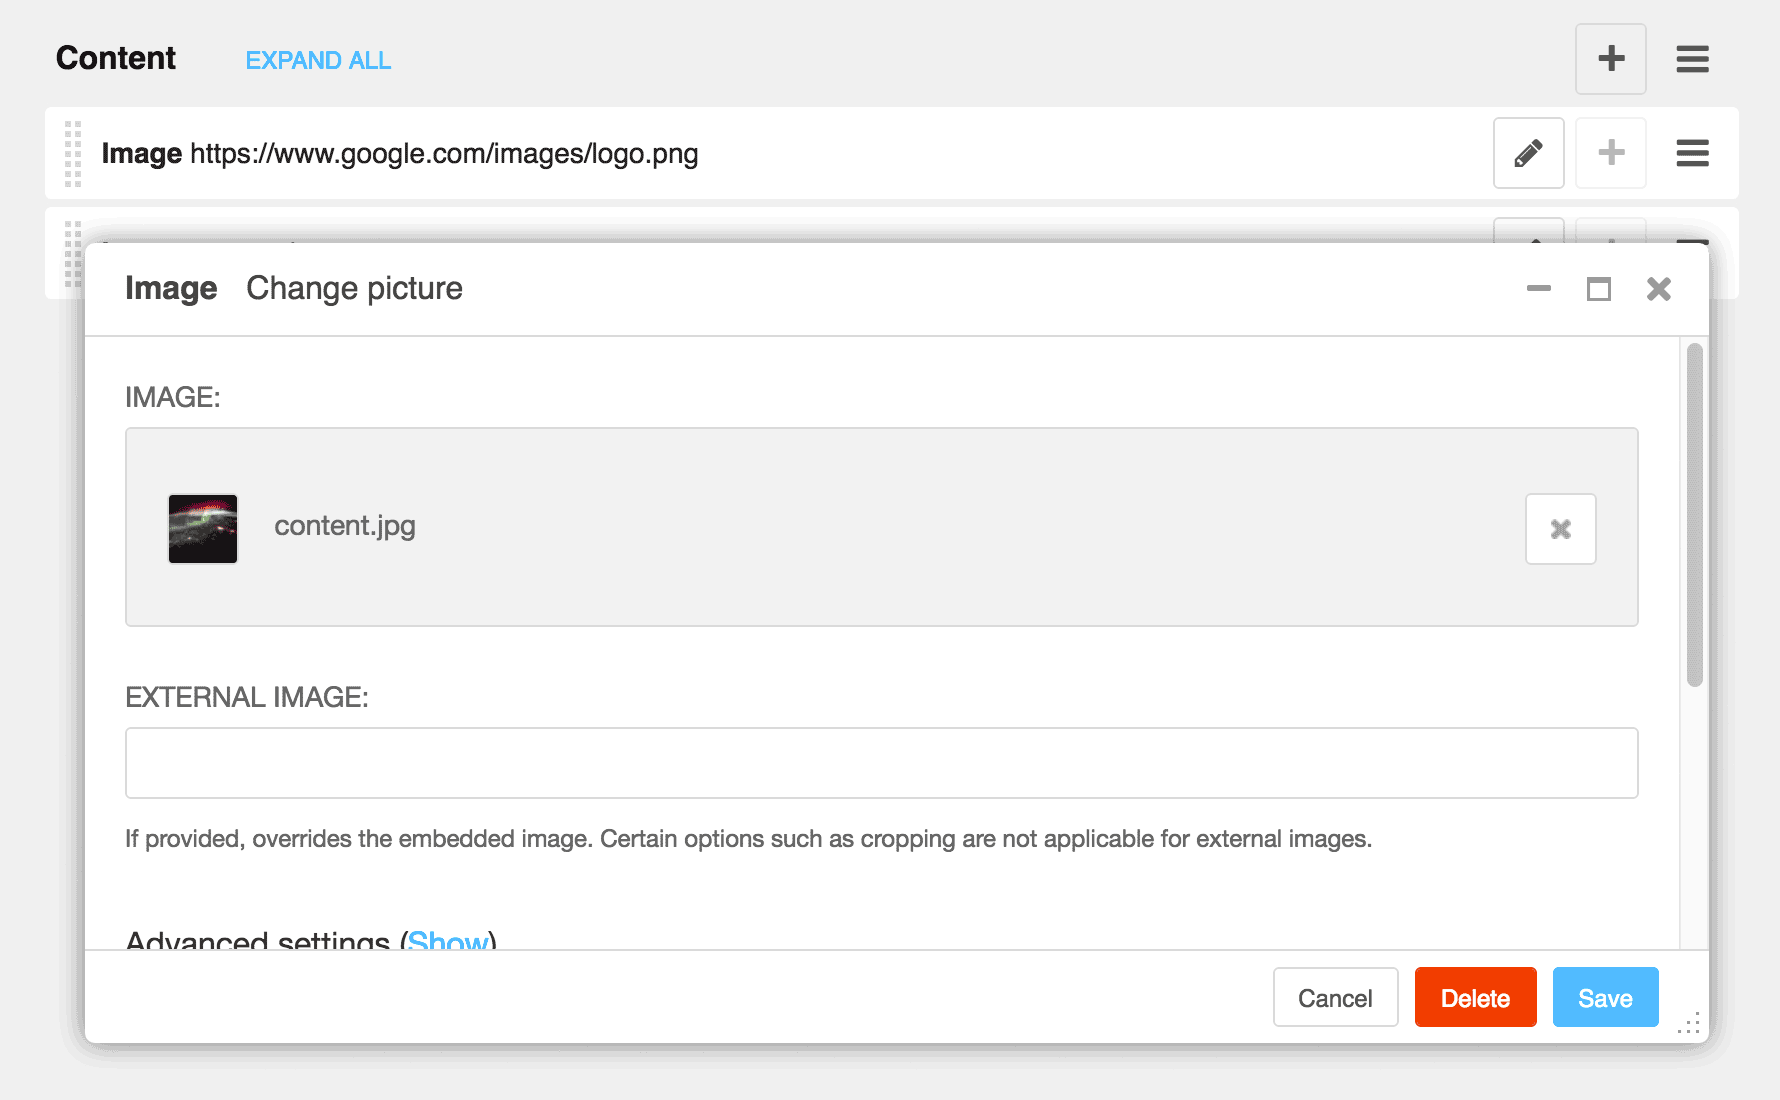 Content EXPAND ALL
Image https://www.google.com/images/logo.png
Image Change picture
IMAGE:
content.jpg
EXTERNAL IMAGE:
If provided, overrides the embedded image. Certain options such as cropping are not applicable for external images.
Advanced settings (Show)
Cancel Delete Save